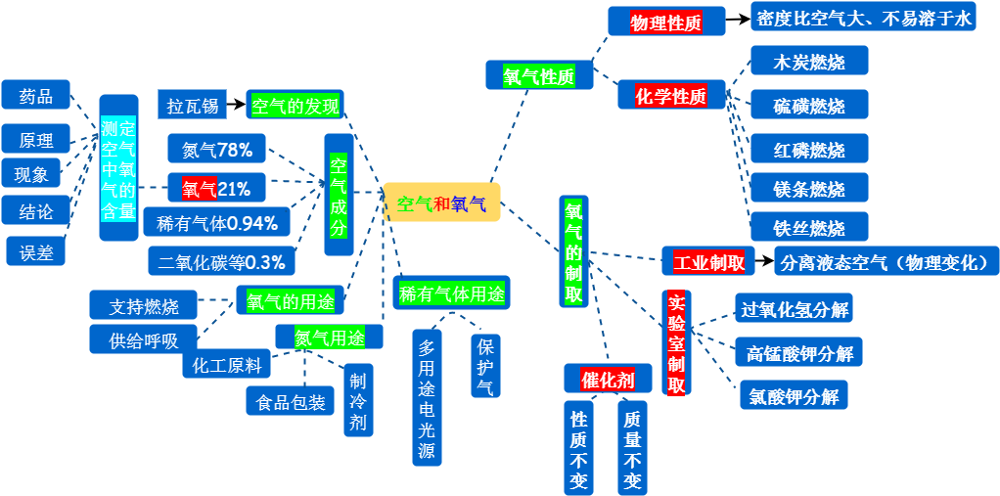 空气和氧气
空气的发现
拉瓦锡
空气成分
氮气78%
氧气21%
稀有气体0.94%
二氧化碳等0.3%
测定空气中氧气的含量
药品
原理
现象
结论
误差
氧气的用途
支持燃烧
供给呼吸
氮气用途
化工原料
食品包装
制冷剂
稀有气体用途
多用途电光源
保护气
氧气性质
物理性质
密度比空气大、不易溶于水
化学性质
木炭燃烧
硫磺燃烧
红磷燃烧
镁条燃烧
铁丝燃烧
氧气的制取
工业制取
分离液态空气（物理变化）
实验室制取
过氧化氢分解
高锰酸钾分解
氯酸钾分解
催化剂
性质不变
质量不变